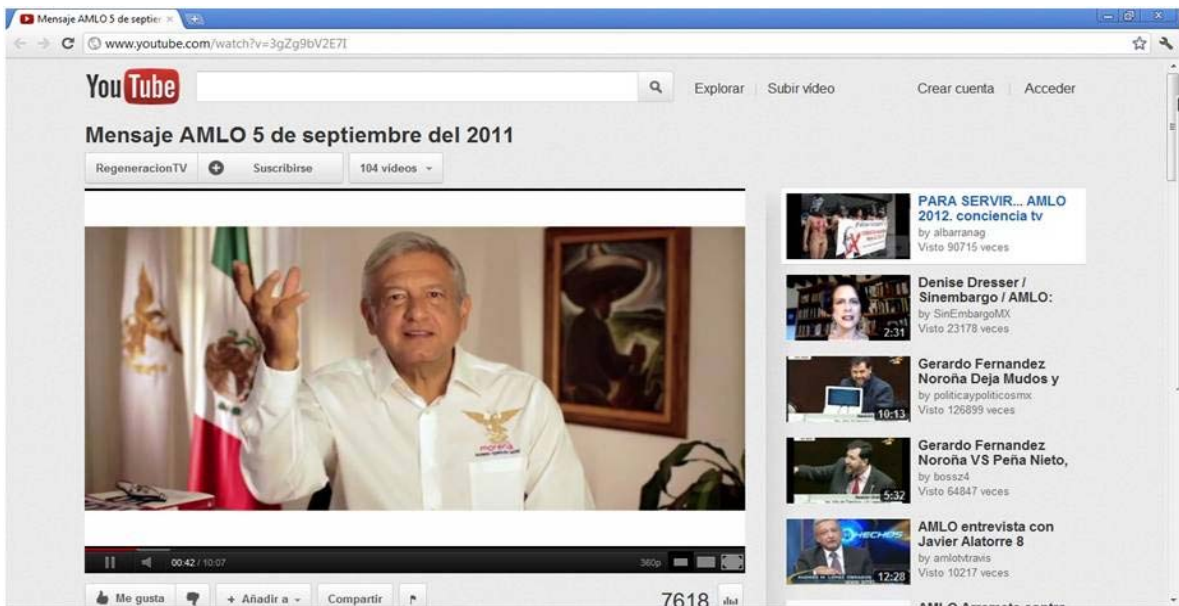 Mensaje AMLO 5 de septier
www.youtube.com/watch?v=3gZg9bV2E7I
YouTube
Explorar
Subir vídeo
Crear cuenta
Acceder
Mensaje AMLO 5 de septiembre del 2011
RegeneracionTV
Suscribirse
104 vídeos
morena
00:42 / 10:07
360p
Me gusta
+ Añadir a
Compartir
7618
PARA SERVIR... AMLO
2012. conciencia tv
by albarranag
Visto 90715 veces
Denise Dresser /
Sinembargo / AMLO:
by SinEmbargoMX
Visto 23178 veces
2:31
Gerardo Fernandez
Noroña Deja Mudos y
by politicaypoliticosmx
Visto 126899 veces
10:13
Gerardo Fernandez
Noroña VS Peña Nieto,
by bossz4
Visto 64847 veces
5:32
AMLO entrevista con
Javier Alatorre 8
by amlotvtravis
Visto 10217 veces
HECHOS
12:28